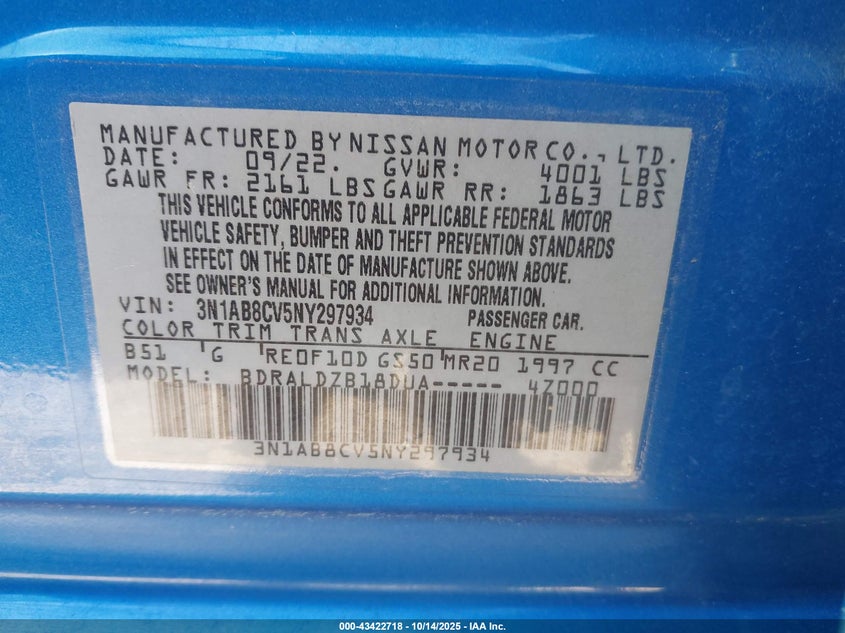 MANUFACTURED BY NISSAN MOTOR CO., LTD.
DATE: 09/22. GVWR: 4001 LBS
GAWR FR: 2161 LBS GAWR RR: 1863 LBS
THIS VEHICLE CONFORMS TO ALL APPLICABLE FEDERAL MOTOR
VEHICLE SAFETY, BUMPER AND THEFT PREVENTION STANDARDS
IN EFFECT ON THE DATE OF MANUFACTURE SHOWN ABOVE.
SEE OWNER'S MANUAL FOR ADDITIONAL INFORMATION.
VIN: 3N1AB8CV5NY297934 PASSENGER CAR.
COLOR TRIM TRANS AXLE ENGINE
B51 G RE0F10D GS50 MR20 1997 CC
MODEL: BDRALDZB18DUA----- 4Z000
3N1AB8CV5NY297934
000-43422718 - 10/14/2025 - IAA Inc.